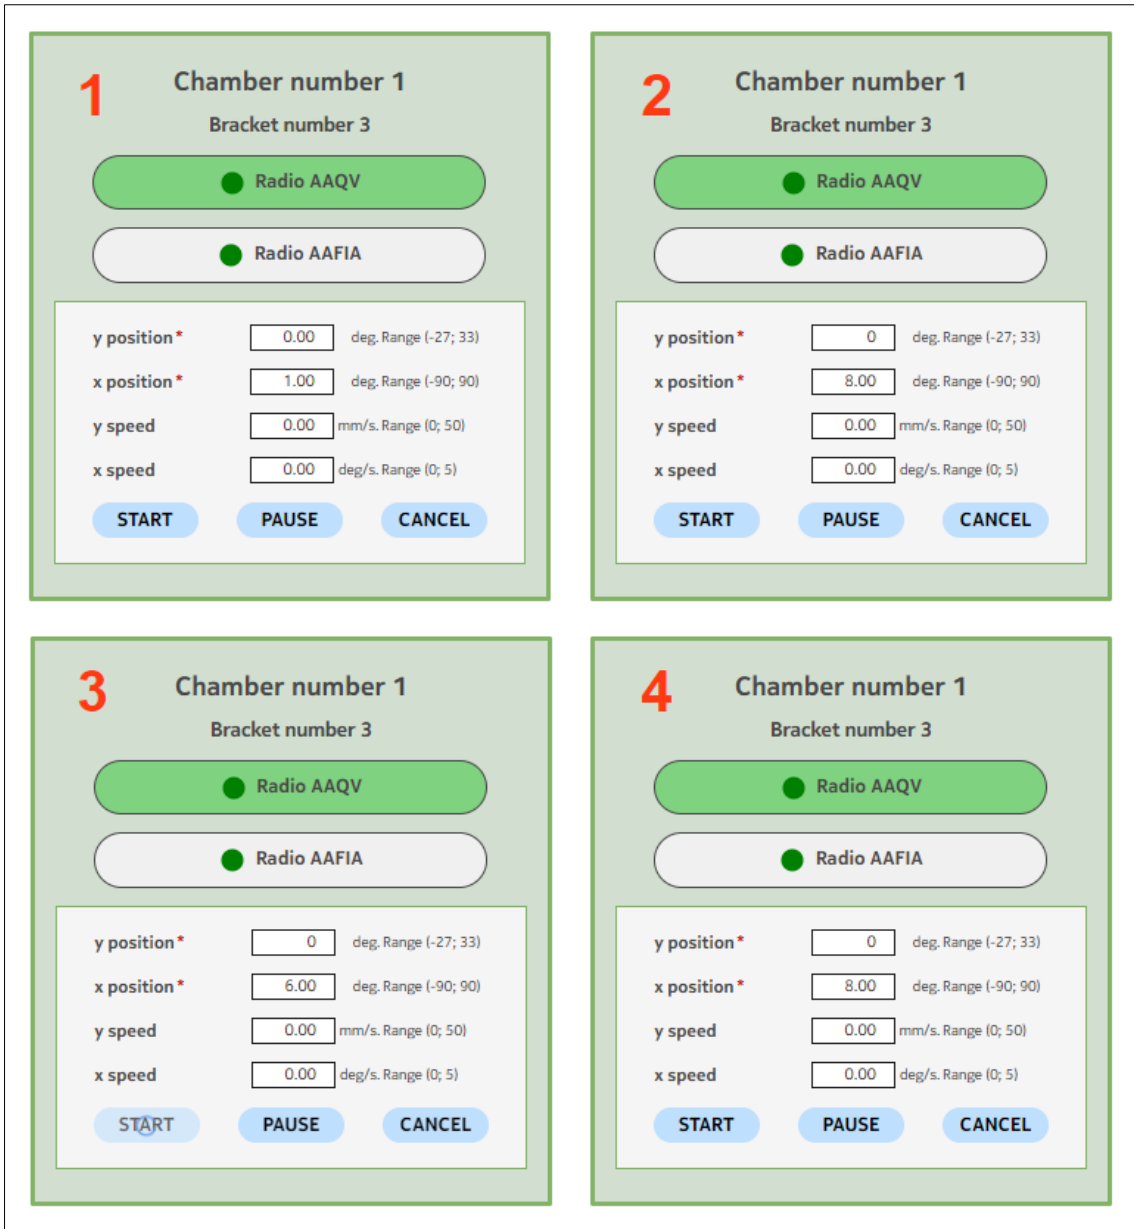 1
Chamber number 1
Bracket number 3
Radio AAQV
Radio AAFIA
y position* 0.00 deg. Range (-27; 33)
x position* 1.00 deg. Range (-90; 90)
y speed 0.00 mm/s. Range (0; 50)
x speed 0.00 deg/s. Range (0; 5)
START PAUSE CANCEL
2
Chamber number 1
Bracket number 3
Radio AAQV
Radio AAFIA
y position* 0 deg. Range (-27; 33)
x position* 8.00 deg. Range (-90; 90)
y speed 0.00 mm/s. Range (0; 50)
x speed 0.00 deg/s. Range (0; 5)
START PAUSE CANCEL
3
Chamber number 1
Bracket number 3
Radio AAQV
Radio AAFIA
y position* 0 deg. Range (-27; 33)
x position* 6.00 deg. Range (-90; 90)
y speed 0.00 mm/s. Range (0; 50)
x speed 0.00 deg/s. Range (0; 5)
START PAUSE CANCEL
4
Chamber number 1
Bracket number 3
Radio AAQV
Radio AAFIA
y position* 0 deg. Range (-27; 33)
x position* 8.00 deg. Range (-90; 90)
y speed 0.00 mm/s. Range (0; 50)
x speed 0.00 deg/s. Range (0; 5)
START PAUSE CANCEL